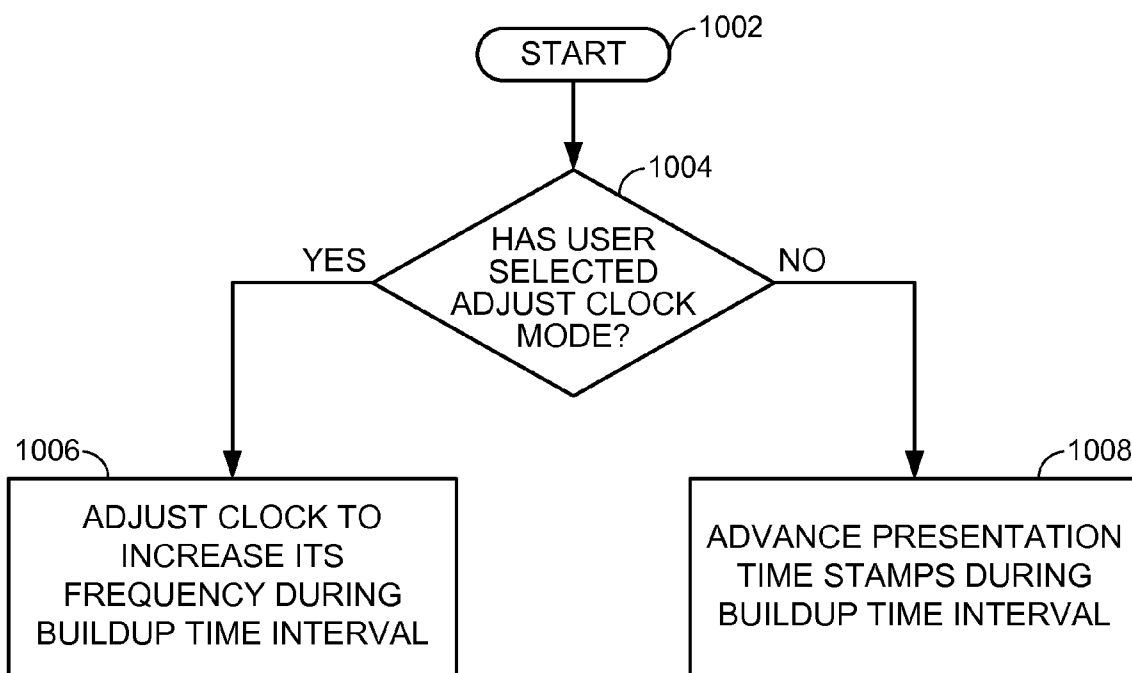 START
1002
1004
HAS USER
SELECTED
ADJUST CLOCK
MODE?
YES
NO
1006
ADJUST CLOCK TO
INCREASE ITS
FREQUENCY DURING
BUILDUP TIME INTERVAL
1008
ADVANCE PRESENTATION
TIME STAMPS DURING
BUILDUP TIME INTERVAL